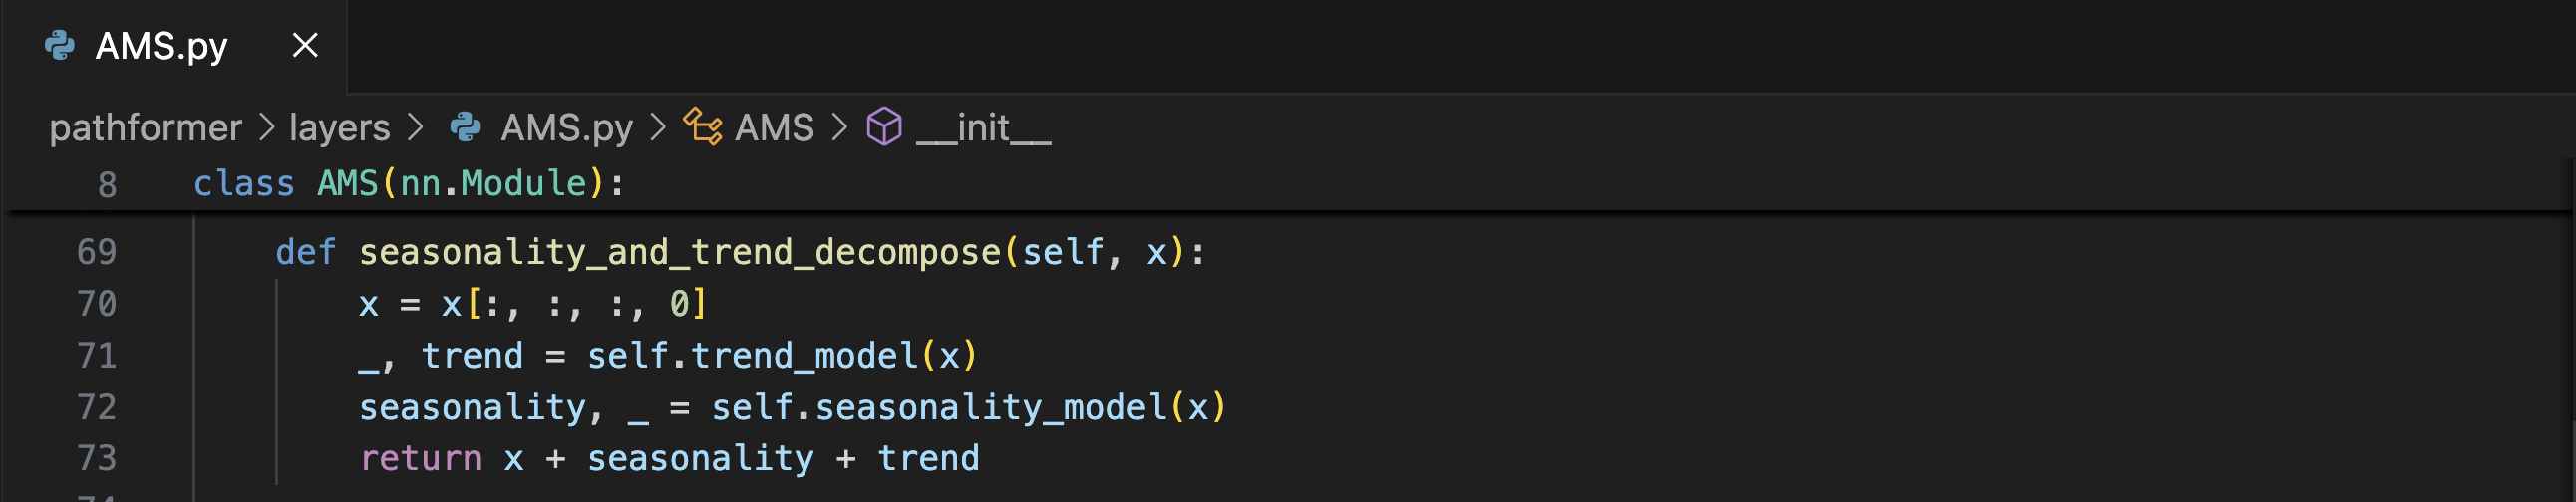 AMS.py
pathformer > layers > AMS.py > AMS > __init__
8 class AMS(nn.Module):
69 def seasonality_and_trend_decompose(self, x):
70 x = x[:, :, :, 0]
71 _, trend = self.trend_model(x)
72 seasonality, _ = self.seasonality_model(x)
73 return x + seasonality + trend